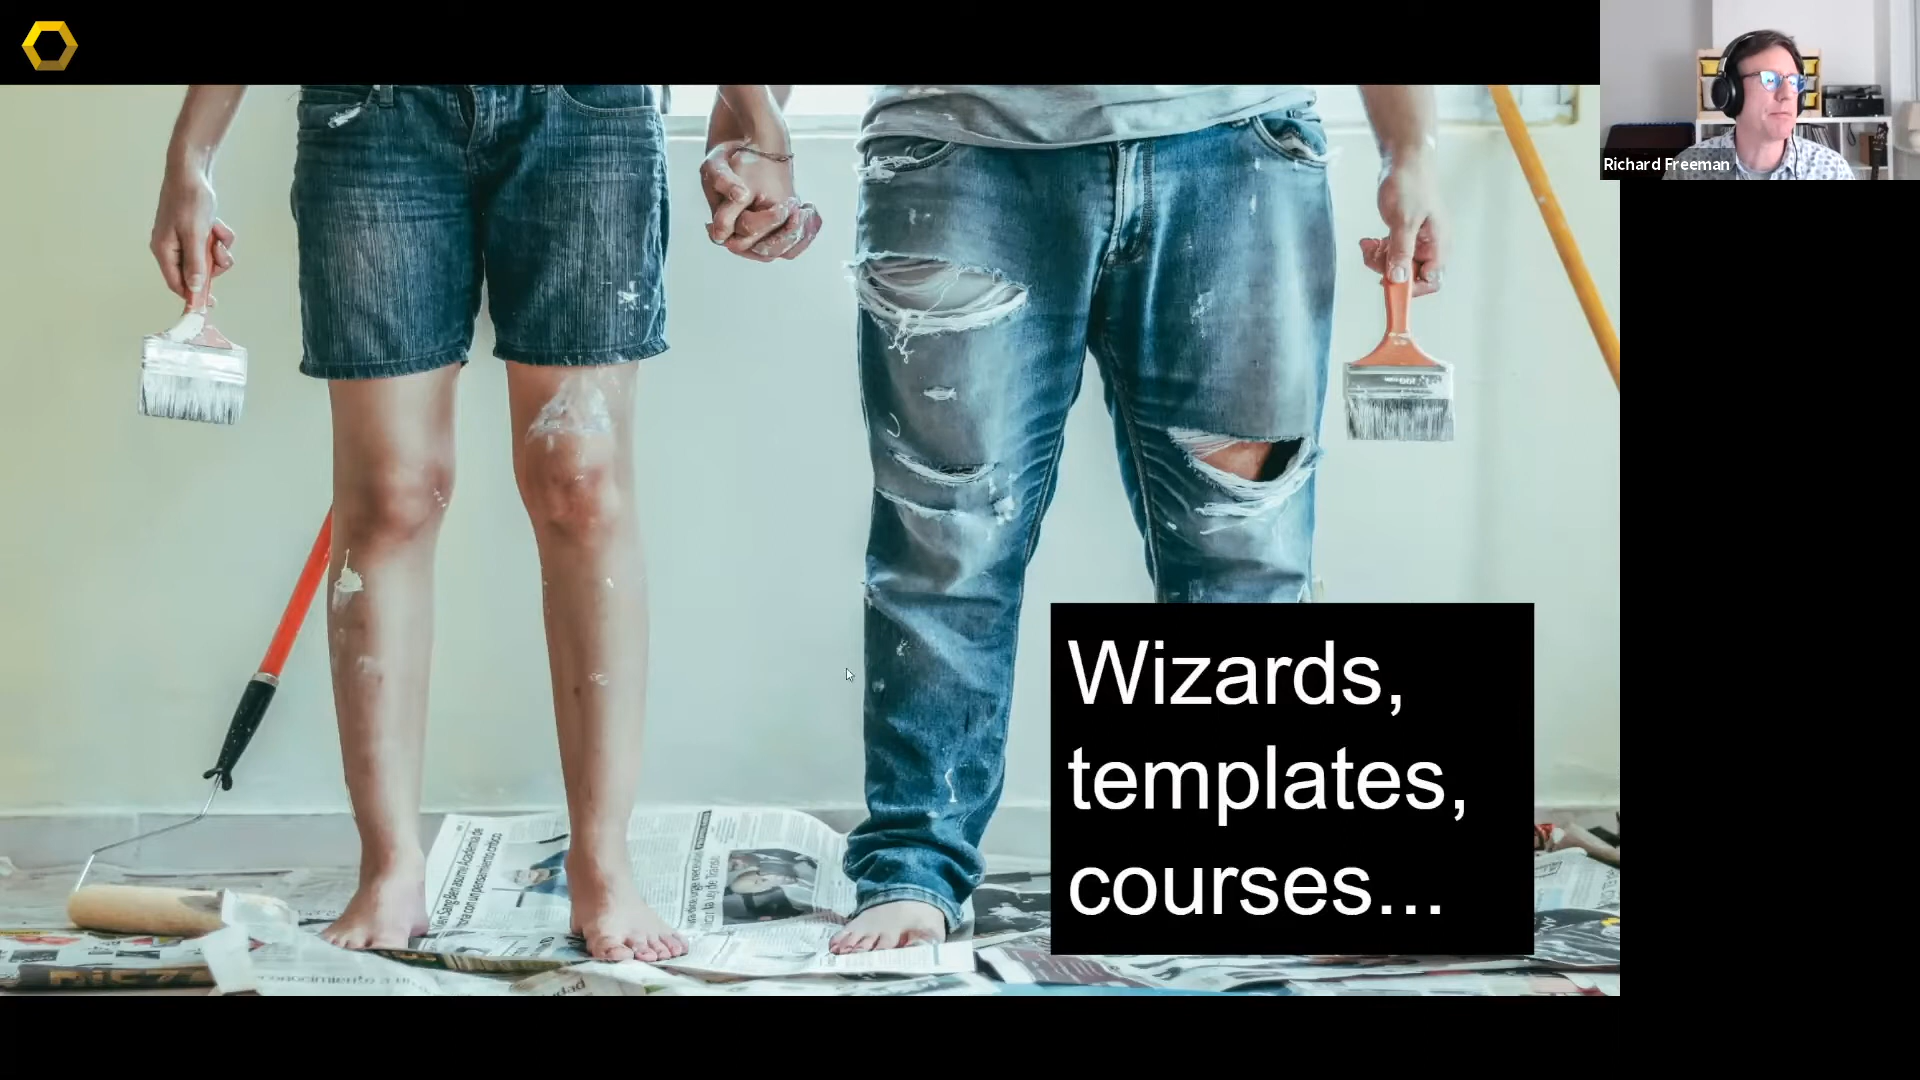 Richard Freeman
Wizards,
templates,
courses...